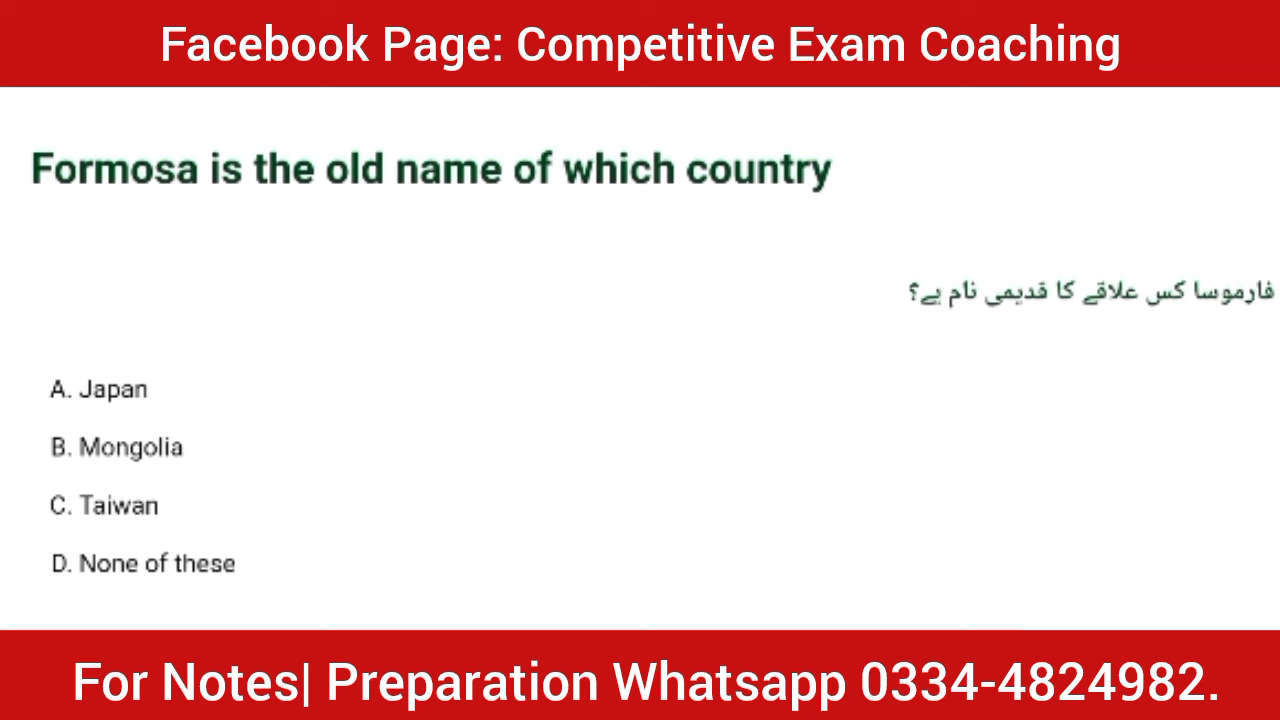 Facebook Page: Competitive Exam Coaching
Formosa is the old name of which country
فارموسا کس علاقے کا قدیمی نام ہے؟
A. Japan
B. Mongolia
C. Taiwan
D. None of these
For Notes| Preparation Whatsapp 0334-4824982.